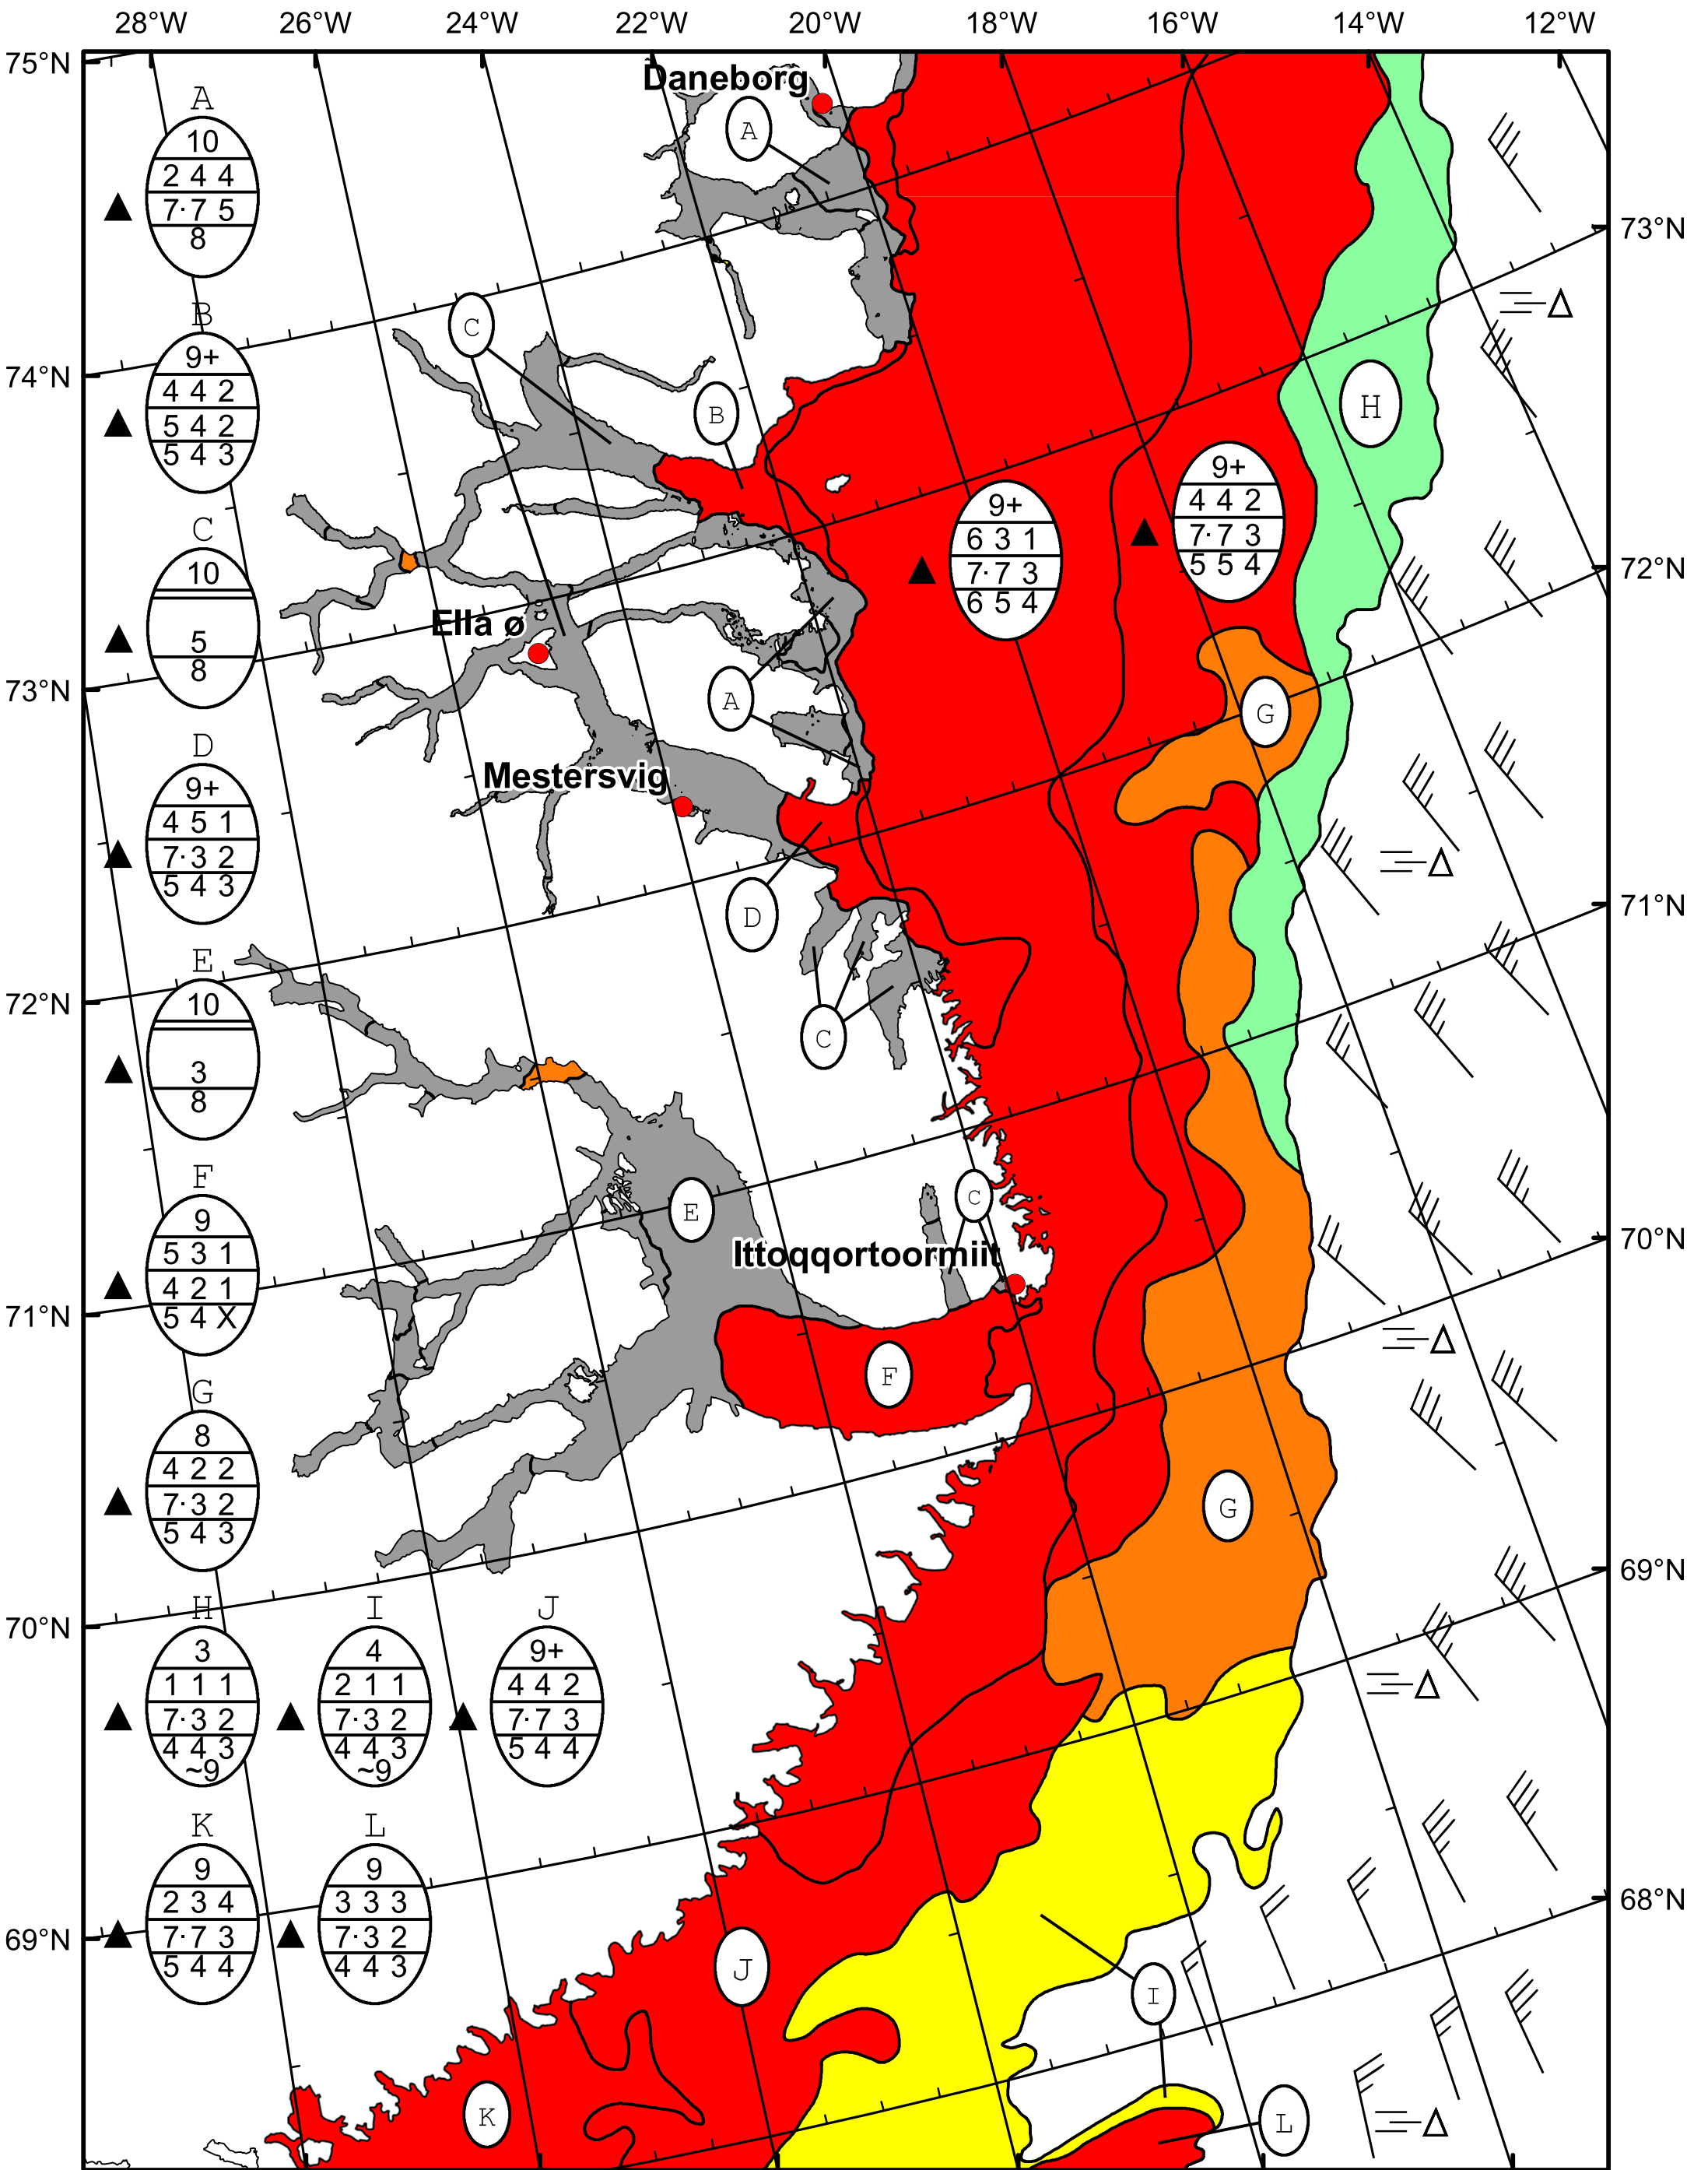 28°W 26°W 24°W 22°W 20°W 18°W 16°W 14°W 12°W
75°N
Daneborg
A
A
10
2 4 4
7· 7 5
8
73°N
B
9+
4 4 2
5 4 2
5 4 3
C
74°N
H
B
9+
4 4 2
7· 7 3
5 5 4
9+
6 3 1
7· 7 3
6 5 4
C
10
5
8
72°N
Ella ø
73°N
A
G
D
9+
4 5 1
7· 3 2
5 4 3
Mestersvig
D
71°N
E
10
3
8
72°N
C
F
9
5 3 1
4 2 1
5 4 X
E
C
Ittoqqortoormiit
70°N
71°N
F
G
8
4 2 2
7· 3 2
5 4 3
G
69°N
70°N
H
3
1 1 1
7· 3 2
4 4 3
~9
I
4
2 1 1
7· 3 2
4 4 3
~9
J
9+
4 4 2
7· 7 3
5 4 4
K
9
2 3 4
7· 7 3
5 4 4
L
9
3 3 3
7· 3 2
4 4 3
68°N
69°N
J
I
K
L